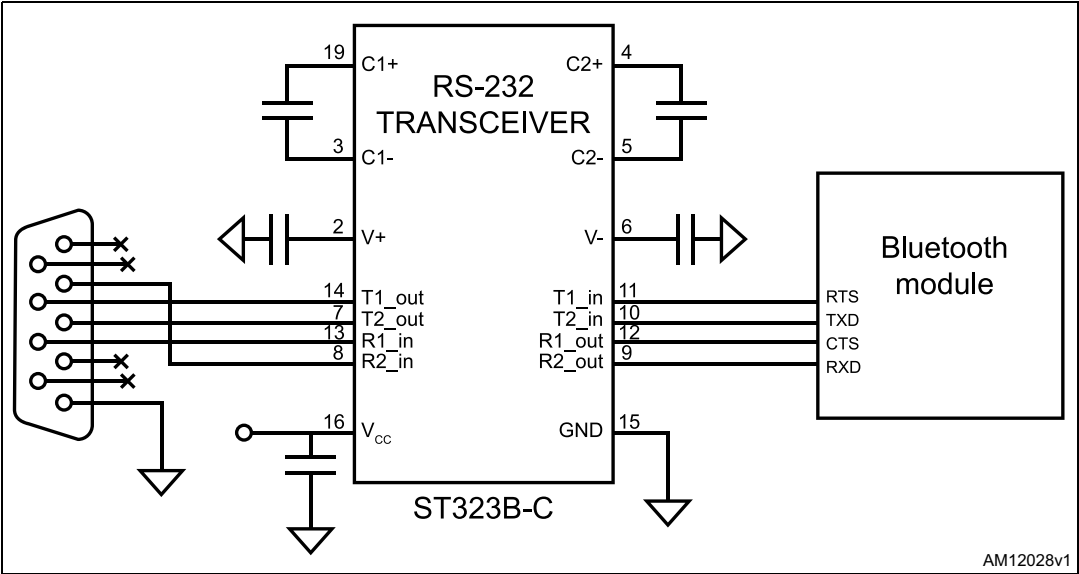 19 C1+ C2+ 4
RS-232
TRANSCEIVER
3 C1- C2- 5
2 V+ V- 6
Bluetooth
module
14 T1_out T1_in 11 RTS
7 T2_out T2_in 10 TXD
13 R1_in R1_out 12 CTS
8 R2_in R2_out 9 RXD
16 VCC GND 15
ST323B-C
AM12028v1